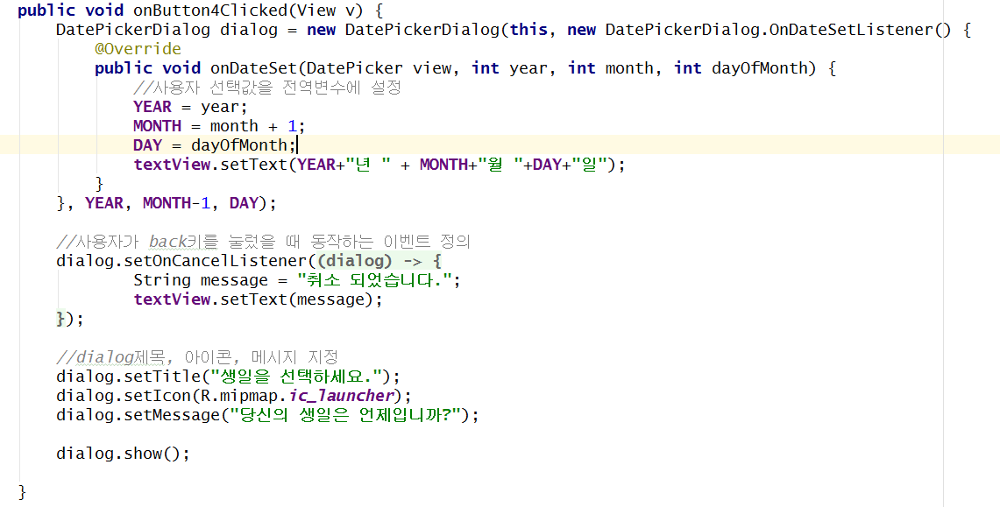 public void onButton4Clicked(View v) {
DatePickerDialog dialog = new DatePickerDialog(this, new DatePickerDialog.OnDateSetListener() {
@Override
public void onDateSet(DatePicker view, int year, int month, int dayOfMonth) {
//사용자 선택값을 전역변수에 설정
YEAR = year;
MONTH = month + 1;
DAY = dayOfMonth;
textView.setText(YEAR+"년 " + MONTH+"월 "+DAY+"일");
}
}, YEAR, MONTH-1, DAY);
//사용자가 back키를 눌렀을 때 동작하는 이벤트 정의
dialog.setOnCancelListener((dialog) -> {
String message = "취소 되었습니다.";
textView.setText(message);
});
//dialog제목, 아이콘, 메시지 지정
dialog.setTitle("생일을 선택하세요.");
dialog.setIcon(R.mipmap.ic_launcher);
dialog.setMessage("당신의 생일은 언제입니까?");
dialog.show();
}